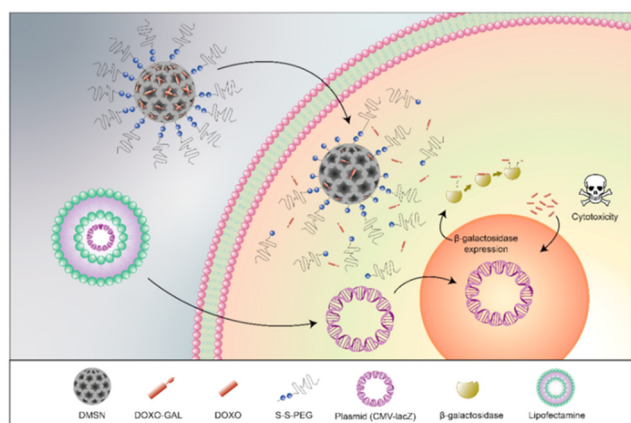 Cytotoxicity
β-galactosidase
expression
DMSN
DOXO-GAL
DOXO
S-S-PEG
Plasmid (CMV-lacZ)
β-galactosidase
Lipofectamine